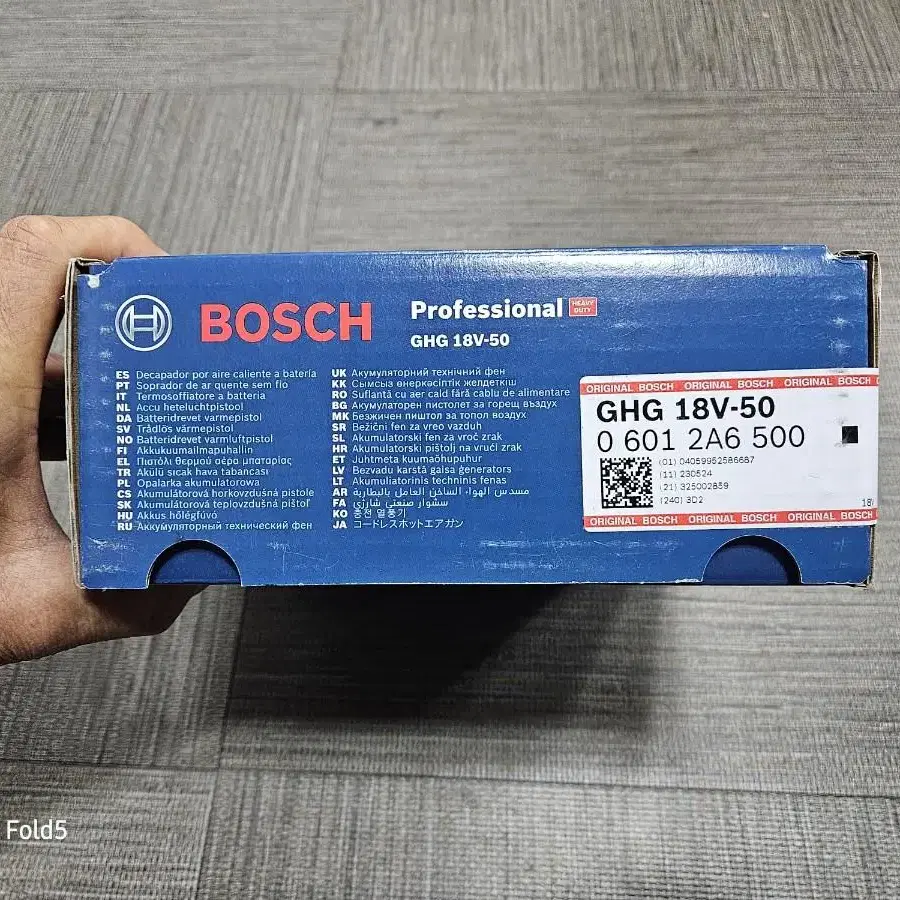 BOSCH
Professional HEAVY DUTY
GHG 18V-50
ES Decapador por aire caliente a batería
PT Soprador de ar quente sem fio
IT Termosoffiatore a batteria
NL Accu heteluchtpistool
DA Batteridrevet varmepistol
SV Trådlös värmepistol
NO Batteridrevet varmluftpistol
FI Akkukuumailmapuhallin
EL Πιστόλι θερμού αέρα μπαταρίας
TR Akülü sıcak hava tabancası
PL Opalarka akumulatorowa
CS Akumulátorová horkovzdušná pistole
SK Akumulátorová teplovzdušná pištoľ
HU Akkus hőlégfúvó
RU Аккумуляторный технический фен
UK Акумуляторний технічний фен
KK Сымсыз өнеркәсіптік желдеткіш
RO Suflantă cu aer cald fără cablu de alimentare
BG Акумулаторен пистолет за горещ въздух
MK Безжичен пиштол за топол воздух
SR Bežični fen za vreo vazduh
SL Akumulatorski fen za vroč zrak
HR Akumulatorski pištolj na vrući zrak
ET Juhtmeta kuumaõhupuhur
LV Bezvadu karstā gaisa ģenerators
LT Akumuliatorinis techninis fenas
AR مسدس الهواء الساخن العامل بالبطارية
FA سشوار صنعتی شارژی
KO 충전 열풍기
JA コードレスホットエアガン
ORIGINAL BOSCH ORIGINAL BOSCH ORIGINAL BOSCH
GHG 18V-50
0 601 2A6 500
(01) 04059952586687
(11) 230524
(21) 325002859
(240) 3D2
18V
ORIGINAL BOSCH ORIGINAL BOSCH ORIGINAL BOSCH
Fold5